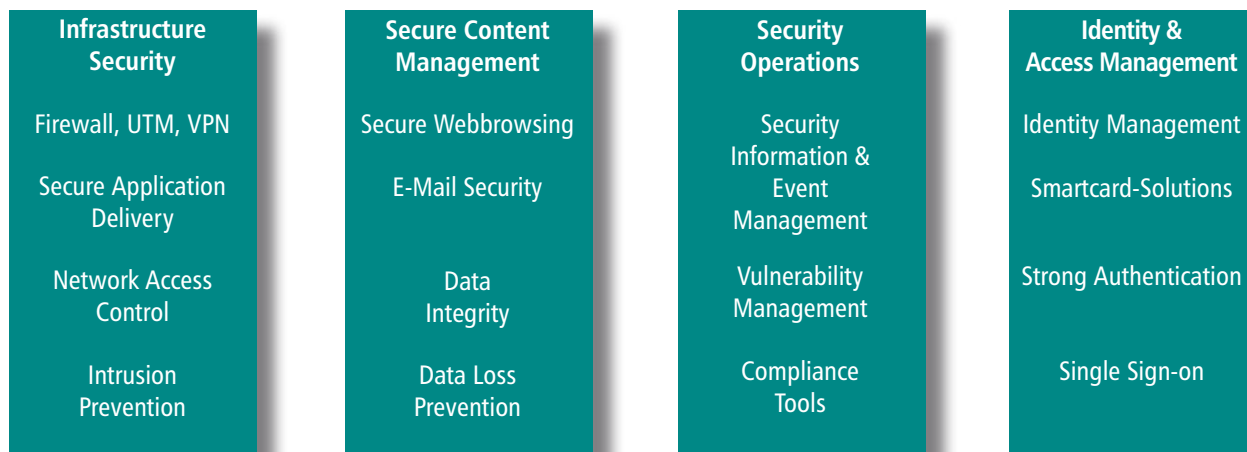 Infrastructure
Security
Firewall, UTM, VPN
Secure Application
Delivery
Network Access
Control
Intrusion
Prevention
Secure Content
Management
Secure Webbrowsing
E-Mail Security
Data
Integrity
Data Loss
Prevention
Security
Operations
Security
Information &
Event
Management
Vulnerability
Management
Compliance
Tools
Identity &
Access Management
Identity Management
Smartcard-Solutions
Strong Authentication
Single Sign-on